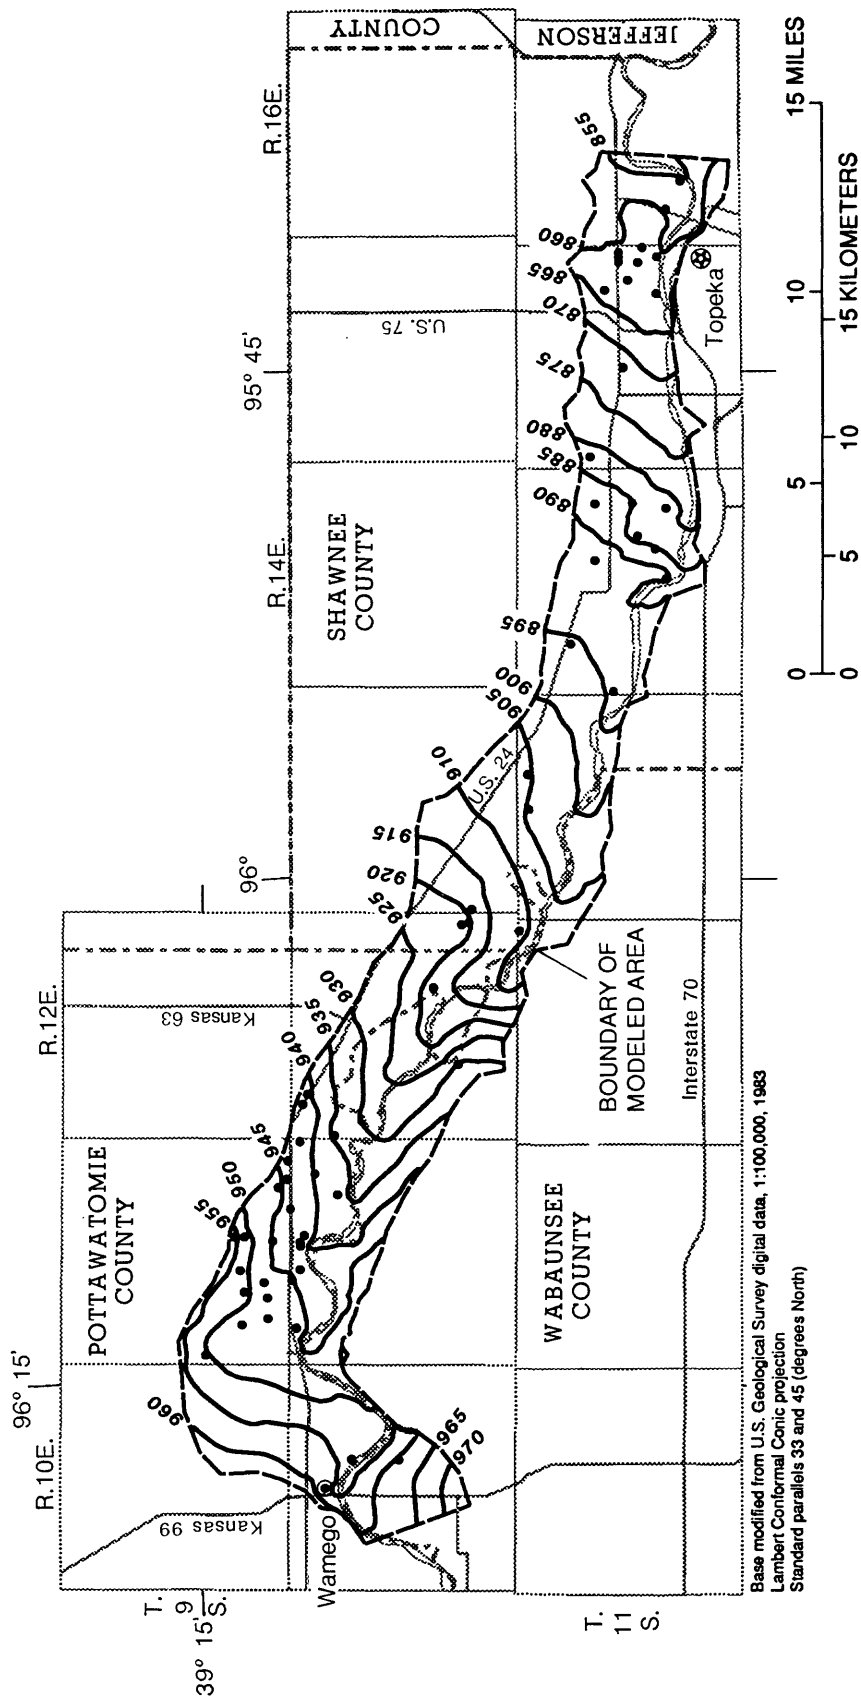 R.10E.
96° 15'
R.12E.
96°
R.14E.
95° 45'
R.16E.
T.
9
S.
39° 15'
T.
11
S.
POTTAWATOMIE
COUNTY
SHAWNEE
COUNTY
JEFFERSON
COUNTY
WABAUNSEE
COUNTY
Kansas 99
Kansas 63
U.S. 75
U.S. 24
Interstate 70
Wamego
Topeka
960
955
950
945
940
935
930
925
920
915
910
905
900
895
890
885
880
875
870
865
860
855
965
970
BOUNDARY OF
MODELED AREA
Base modified from U.S. Geological Survey digital data, 1:100,000, 1983
Lambert Conformal Conic projection
Standard parallels 33 and 45 (degrees North)
0 5 10 15 MILES
0 5 10 15 KILOMETERS